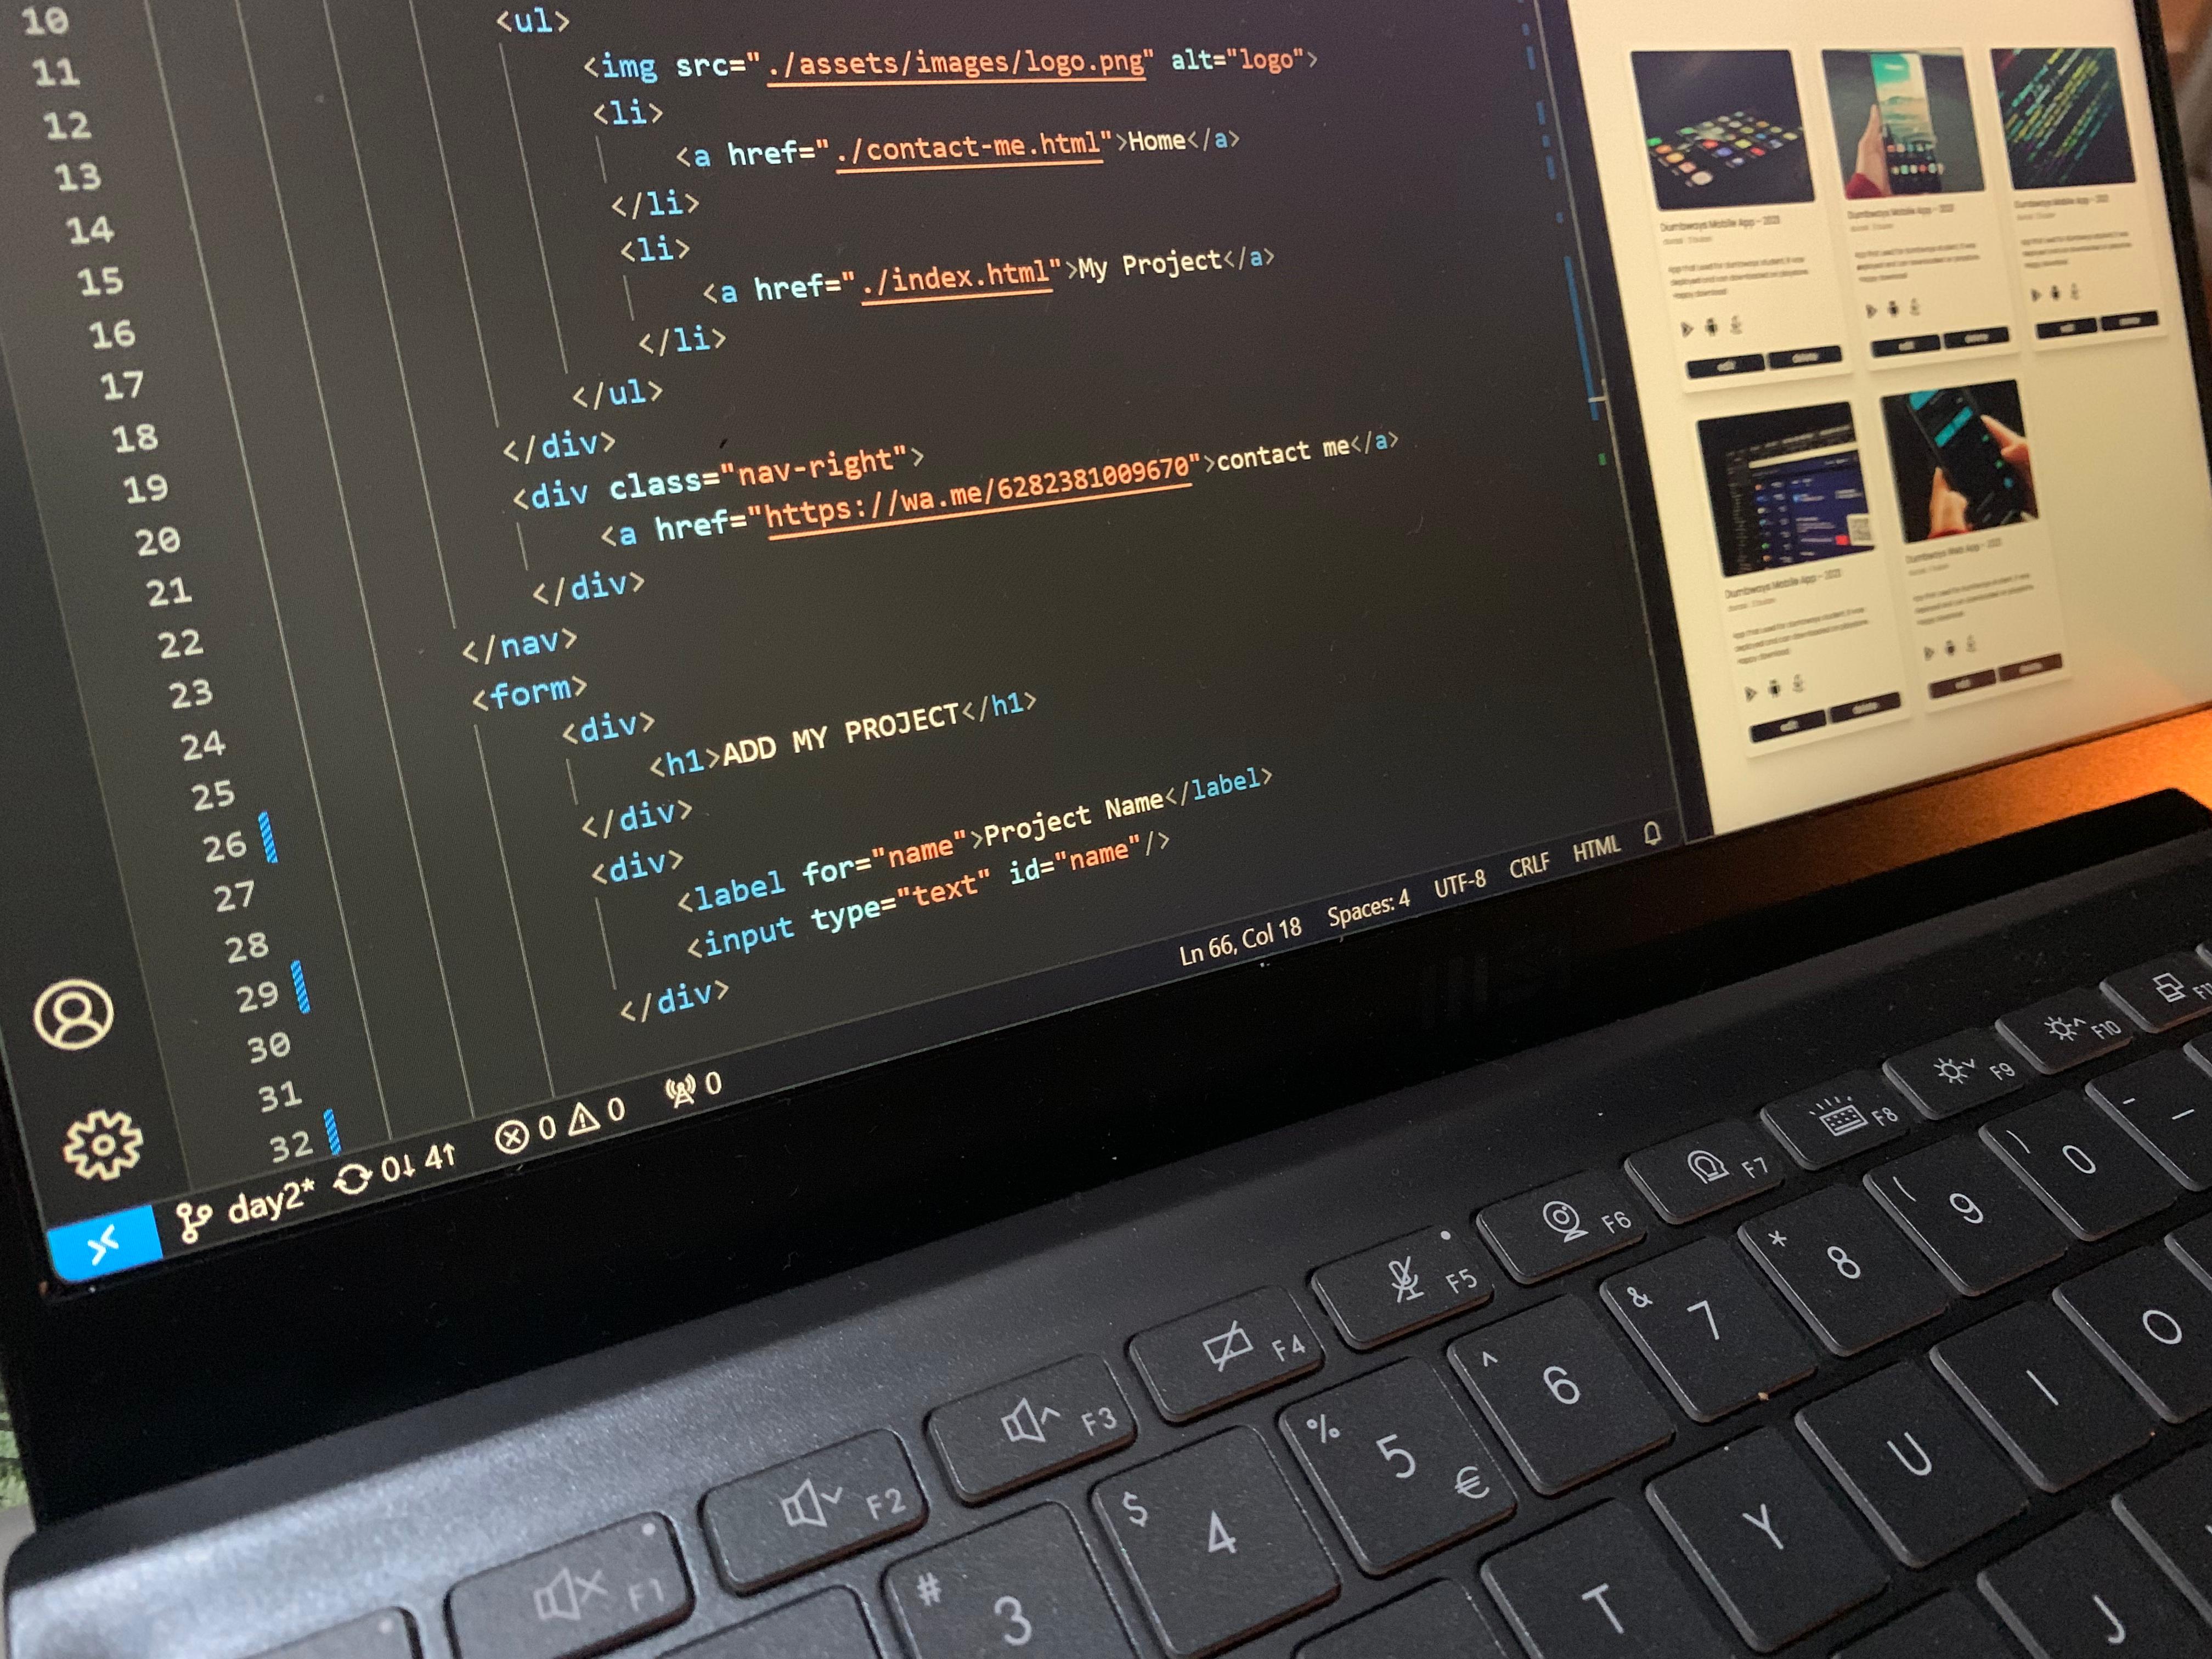 10
11
12
13
14
15
16
17
18
19
20
21
22
23
24
25
26
27
28
29
30
31
32
<ul>
<img src="./assets/images/logo.png" alt="logo">
<li>
<a href="./contact-me.html">Home</a>
</li>
<li>
<a href="./index.html">My Project</a>
</li>
</ul>
</div>
<div class="nav-right">
<a href="https://wa.me/6282381009670">contact me</a>
</div>
</nav>
<form>
<div>
<h1>ADD MY PROJECT</h1>
</div>
<div>
<label for="name">Project Name</label>
<input type="text" id="name"/>
</div>
day2* 0↓ 4↑ 0 0 0
Ln 66, Col 18 Spaces: 4 UTF-8 CRLF HTML
Dumbways Mobile App - 2021
Dumbways Mobile App - 2021
Dumbways Mobile App - 2021
edit delete
edit delete
Dumbways Mobile App - 2021
Dumbways Web App - 2021
edit delete
F1 F2 F3 F4 F5 F6 F7 F8 F9 F10 F11
# 3 $ 4 % 5 € ^ 6 & 7 * 8 ( 9 ) 0 - _
T Y U I O
J